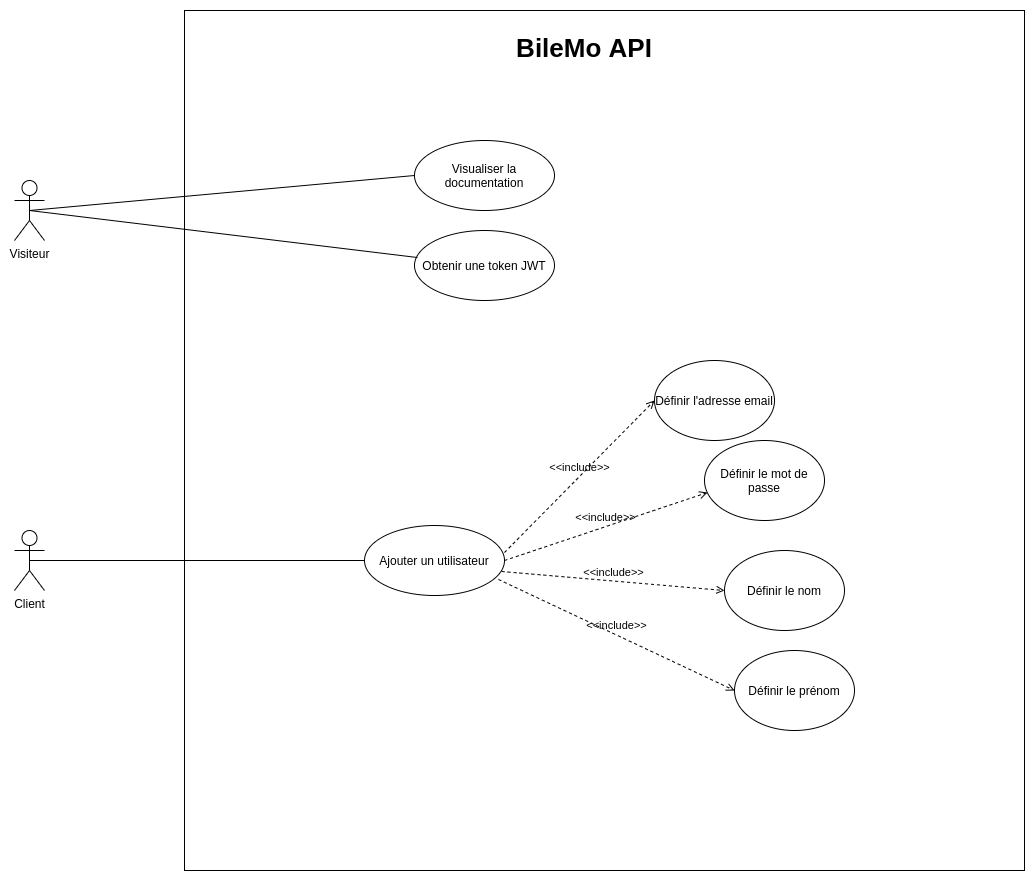 BileMo API
Visualiser la
documentation
Visiteur
Obtenir une token JWT
Définir l'adresse email
<<include>>
Définir le mot de
passe
<<include>>
Client
Ajouter un utilisateur
<<include>>
Définir le nom
<<include>>
Définir le prénom